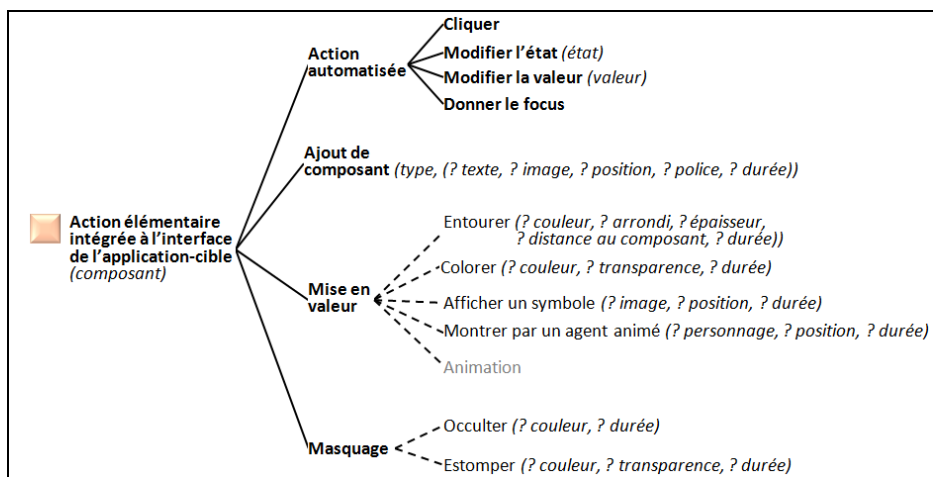 Action élémentaire
intégrée à l'interface
de l'application-cible
(composant)
Action
automatisée
Cliquer
Modifier l'état (état)
Modifier la valeur (valeur)
Donner le focus
Ajout de
composant (type, (? texte, ? image, ? position, ? police, ? durée))
Mise en
valeur
Entourer (? couleur, ? arrondi, ? épaisseur,
? distance au composant, ? durée))
Colorer (? couleur, ? transparence, ? durée)
Afficher un symbole (? image, ? position, ? durée)
Montrer par un agent animé (? personnage, ? position, ? durée)
Animation
Masquage
Occulter (? couleur, ? durée)
Estomper (? couleur, ? transparence, ? durée)